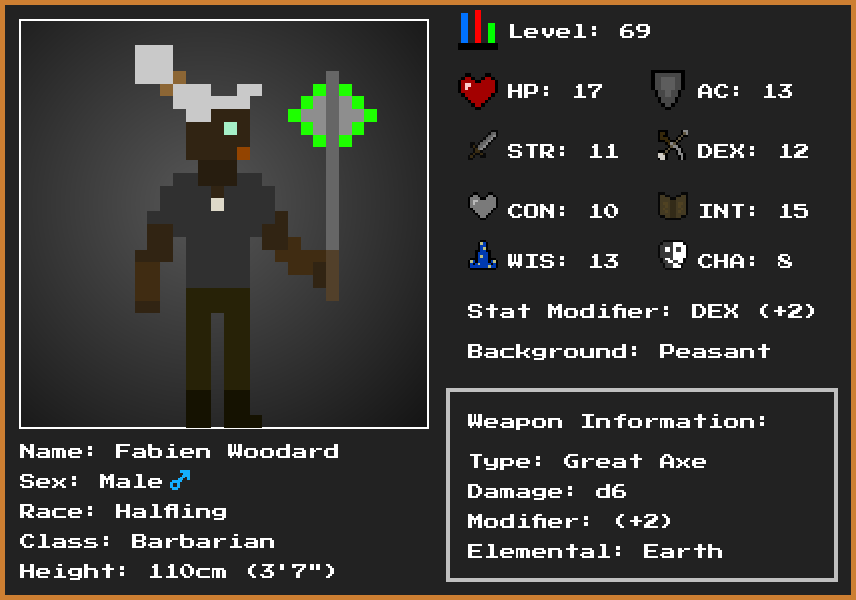 Level: 69
HP: 17
AC: 13
STR: 11
DEX: 12
CON: 10
INT: 15
WIS: 13
CHA: 8
Stat Modifier: DEX (+2)
Background: Peasant
Weapon Information:
Type: Great Axe
Damage: d6
Modifier: (+2)
Elemental: Earth
Name: Fabien Woodard
Sex: Male♂
Race: Halfling
Class: Barbarian
Height: 110cm (3'7")